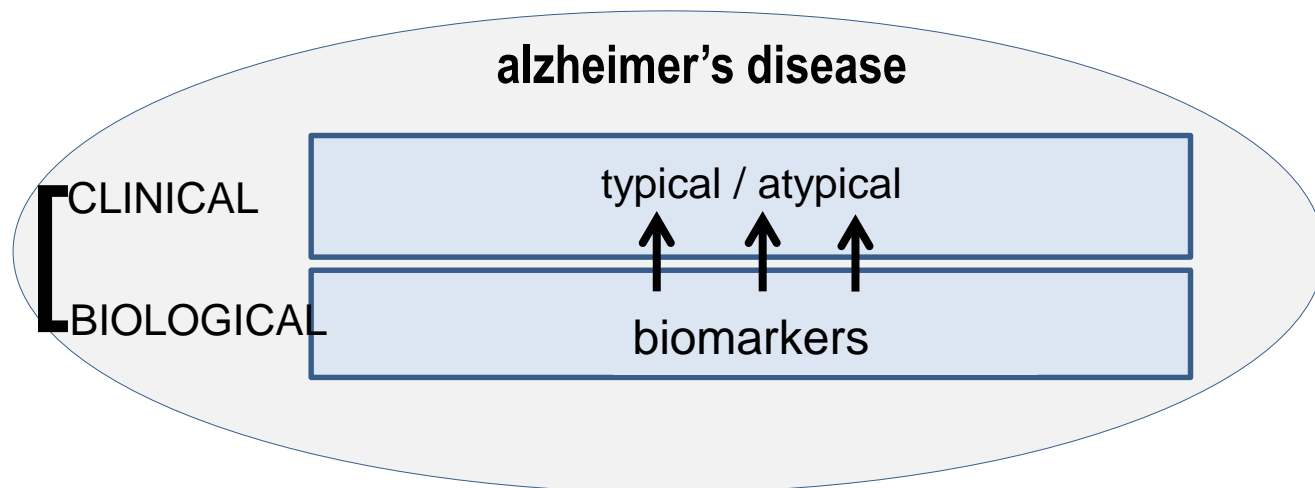 alzheimer’s disease
CLINICAL
typical / atypical
BIOLOGICAL
biomarkers